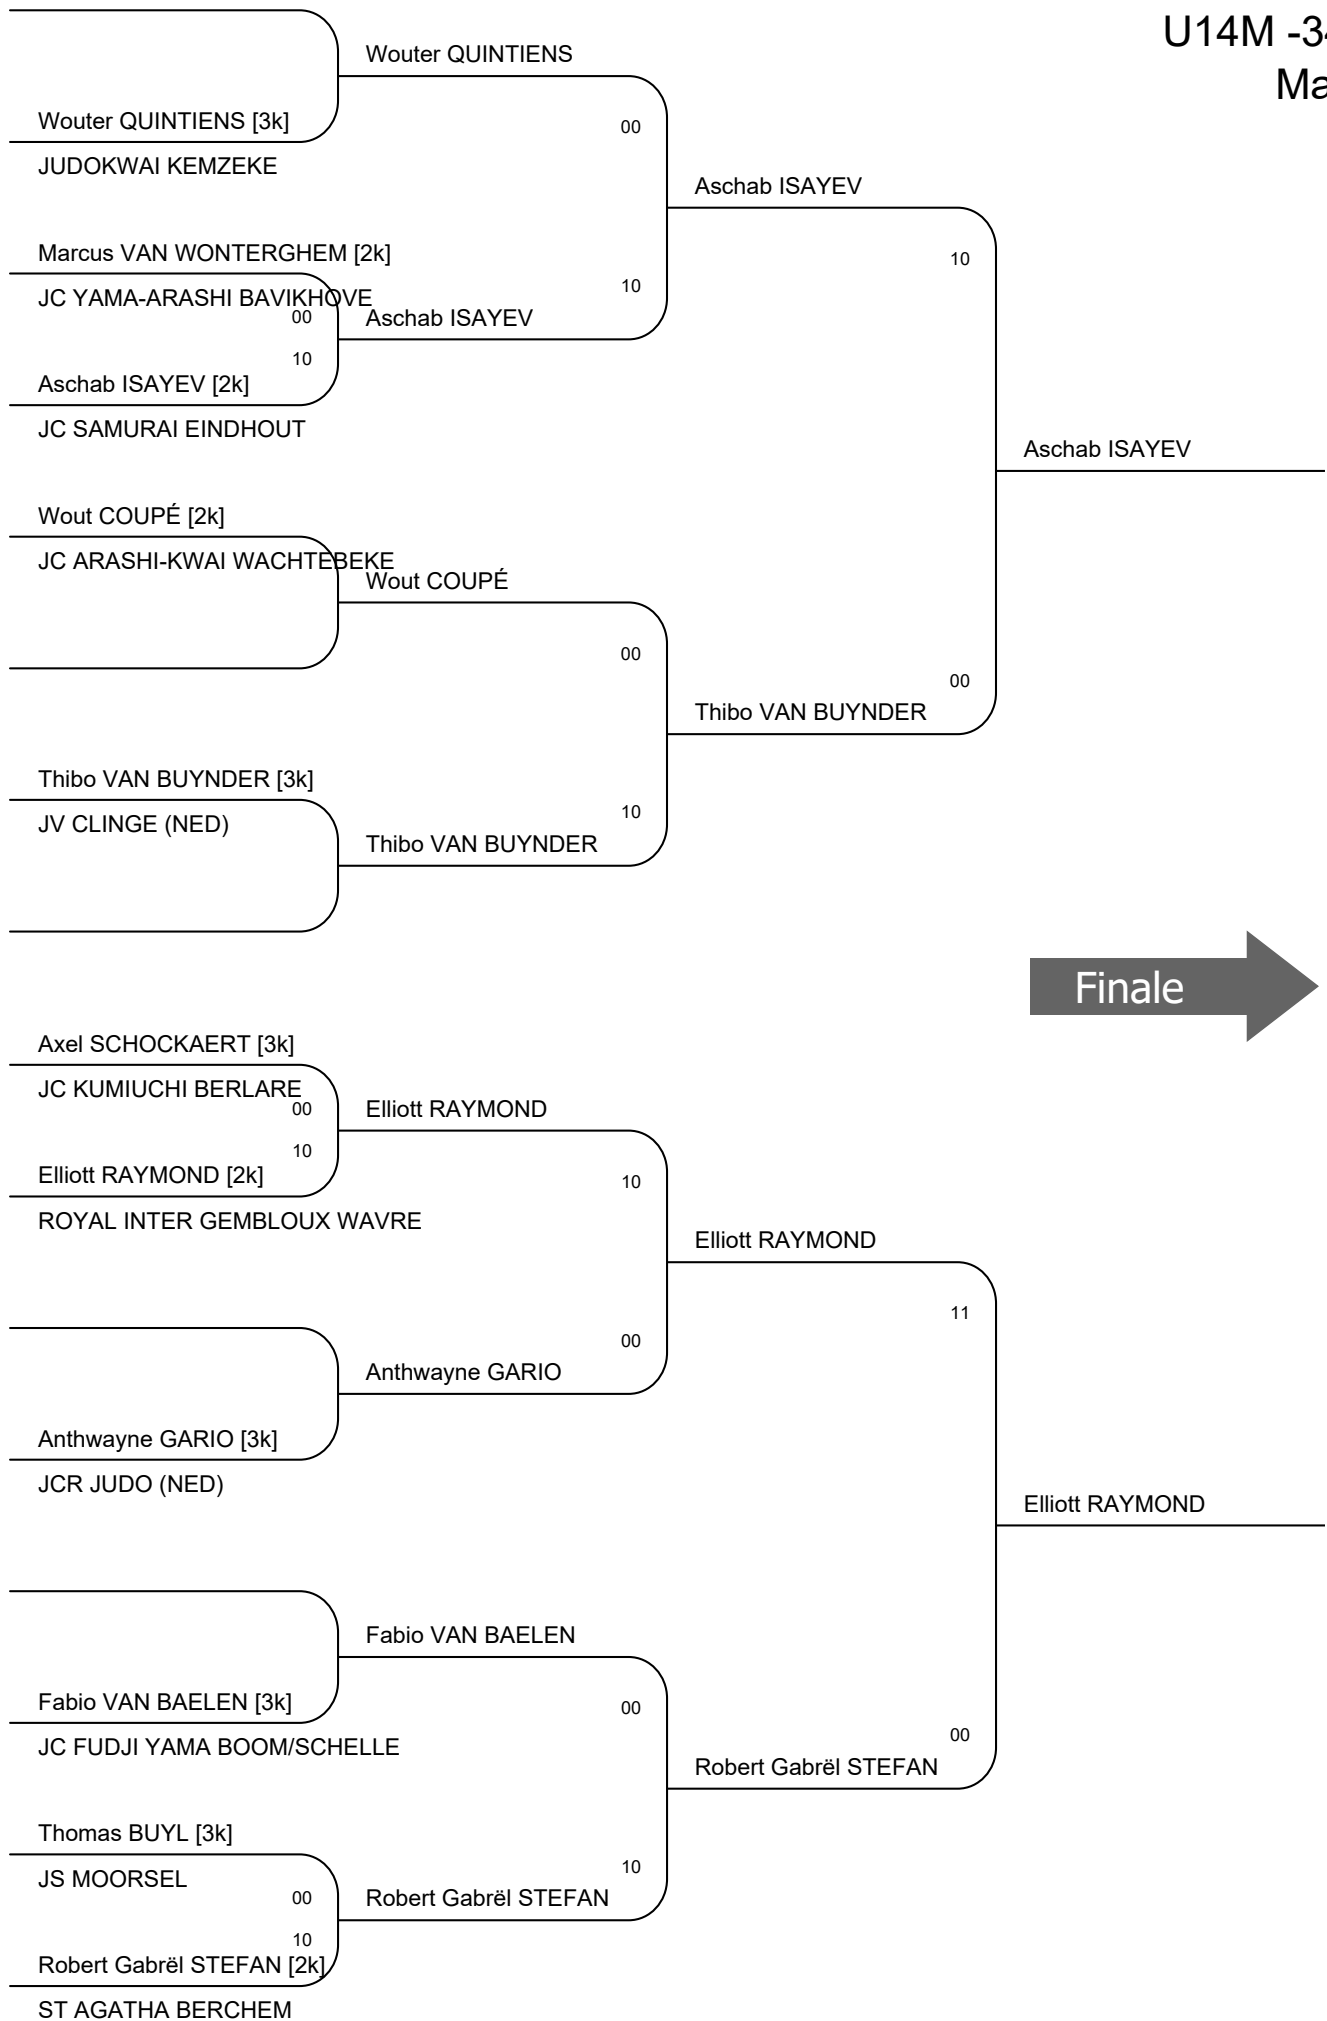 U14M -34
Ma
Wouter QUINTIENS
Wouter QUINTIENS [3k]
00
JUDOKWAI KEMZEKE
Aschab ISAYEV
Marcus VAN WONTERGHEM [2k]
10
JC YAMA-ARASHI BAVIKHOVE
10
00
Aschab ISAYEV
10
Aschab ISAYEV [2k]
JC SAMURAI EINDHOUT
Aschab ISAYEV
Wout COUPÉ [2k]
JC ARASHI-KWAI WACHTEBEKE
Wout COUPÉ
00
00
Thibo VAN BUYNDER
Thibo VAN BUYNDER [3k]
10
JV CLINGE (NED)
Thibo VAN BUYNDER
Finale
Axel SCHOCKAERT [3k]
JC KUMIUCHI BERLARE
00
Elliott RAYMOND
10
Elliott RAYMOND [2k]
10
ROYAL INTER GEMBLOUX WAVRE
Elliott RAYMOND
11
00
Anthwayne GARIO
Anthwayne GARIO [3k]
JCR JUDO (NED)
Elliott RAYMOND
Fabio VAN BAELEN
Fabio VAN BAELEN [3k]
00
JC FUDJI YAMA BOOM/SCHELLE
00
Robert Gabrël STEFAN
Thomas BUYL [3k]
10
JS MOORSEL
00
Robert Gabrël STEFAN
10
Robert Gabrël STEFAN [2k]
ST AGATHA BERCHEM